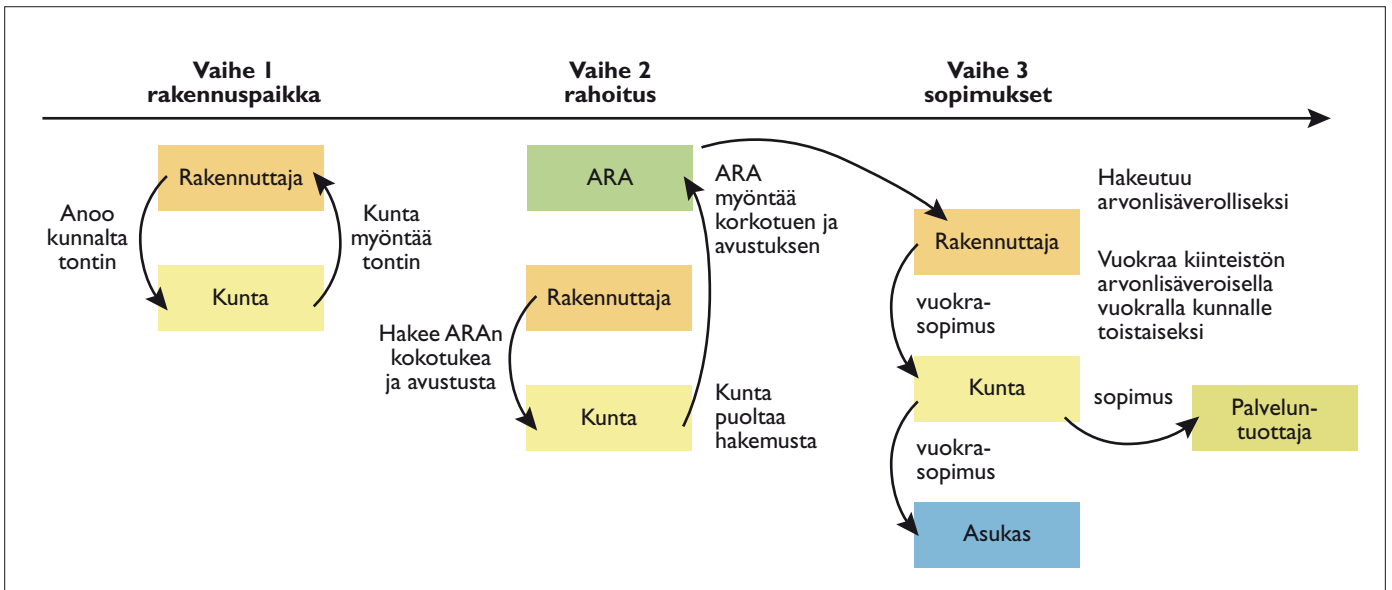 Vaihe 1
rakennuspaikka
Vaihe 2
rahoitus
Vaihe 3
sopimukset
Rakennuttaja
Anoo
kunnalta
tontin
Kunta
myöntää
tontin
Kunta
ARA
ARA
myöntää
korkotuen ja
avustuksen
Rakennuttaja
Hakee ARAn
kokotukea
ja avustusta
Kunta
Kunta
puoltaa
hakemusta
Rakennuttaja
Hakeutuu
arvonlisäverolliseksi
Vuokraa kiinteistön
arvonlisäveroisella
vuokralla kunnalle
toistaiseksi
vuokra-
sopimus
Kunta
sopimus
Palvelun-
tuottaja
vuokra-
sopimus
Asukas